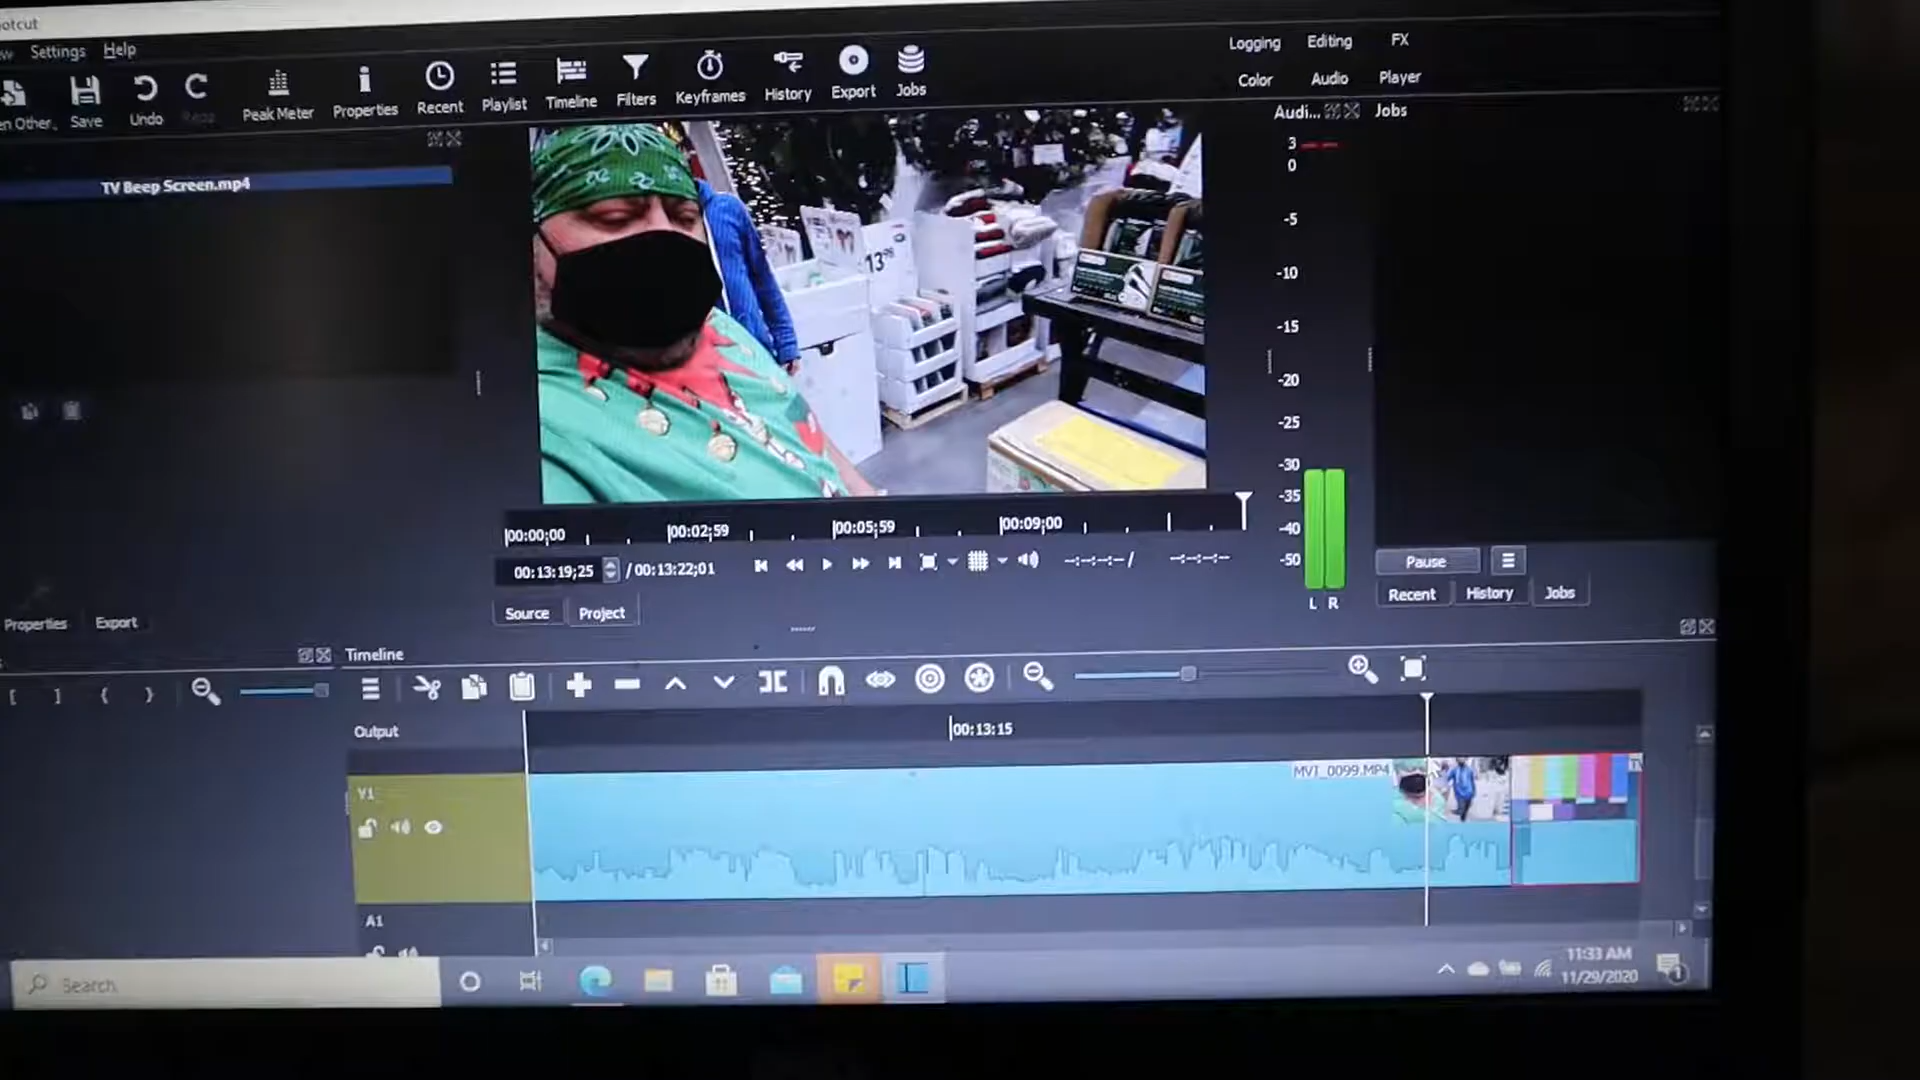 otcut
Settings Help
en Other.
Save
Undo
Peak Meter
Properties
Recent
Playlist
Timeline
Filters
Keyframes
History
Export
Jobs
Logging Editing FX
Color Audio Player
Audi...
Jobs
TV Beep Screen.mp4
13
3
0
-5
-10
-15
-20
-25
-30
-35
-40
-50
L R
00:00;00 00:02;59 00:05;59 00:09;00
00:13:19;25 / 00:13:22;01
--:--:--:-- / --:--:--:--
Source Project
Pause
Recent History Jobs
Properties Export
Timeline
Output
00:13:15
MVI_0099.MP4
V1
A1
Search
11:33 AM
11/29/2020
1